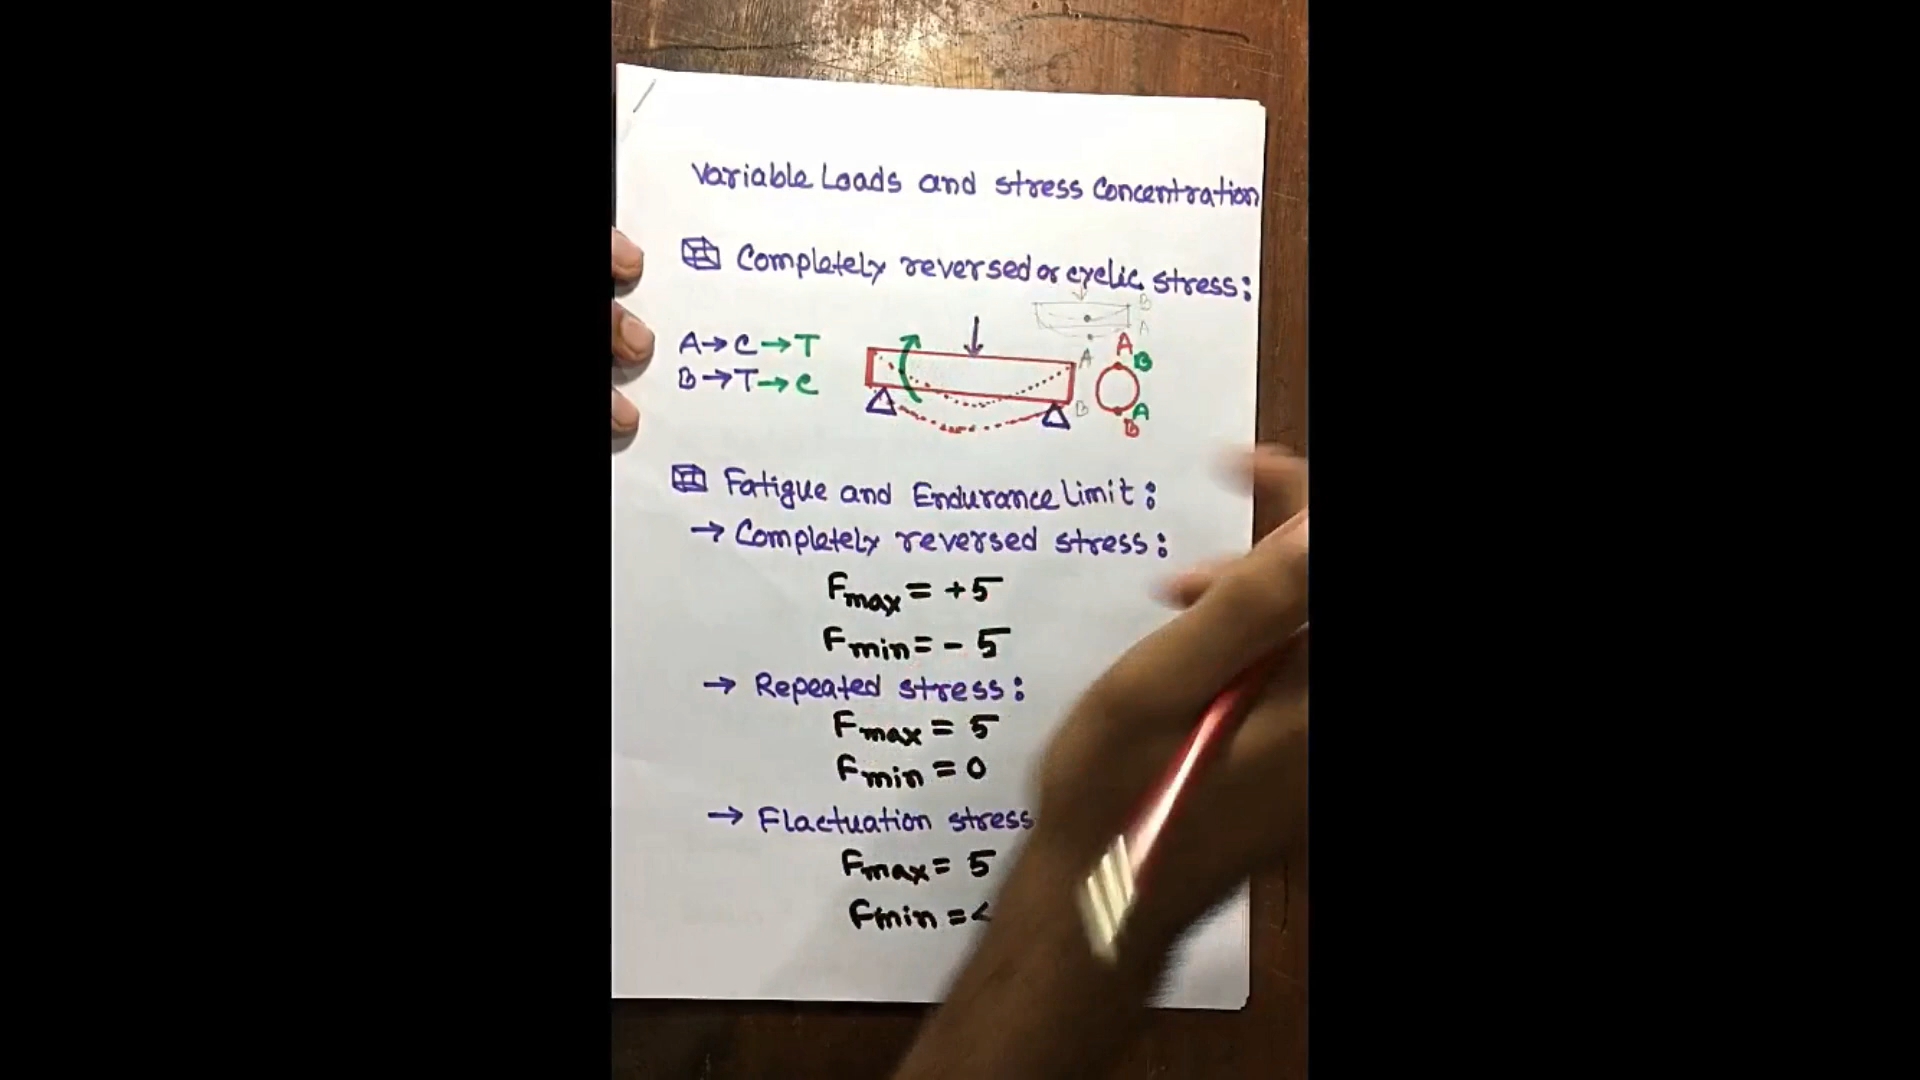 Variable Loads and stress Concentration
Completely reversed or cyclic stress:
B
A
A→C→T
B→T→C
A
B
A
B
A
B
Fatigue and Endurance Limit:
→ Completely reversed stress:
Fmax = +5
Fmin = - 5
→ Repeated stress:
Fmax = 5
Fmin = 0
→ Flactuation stress
Fmax = 5
Fmin =